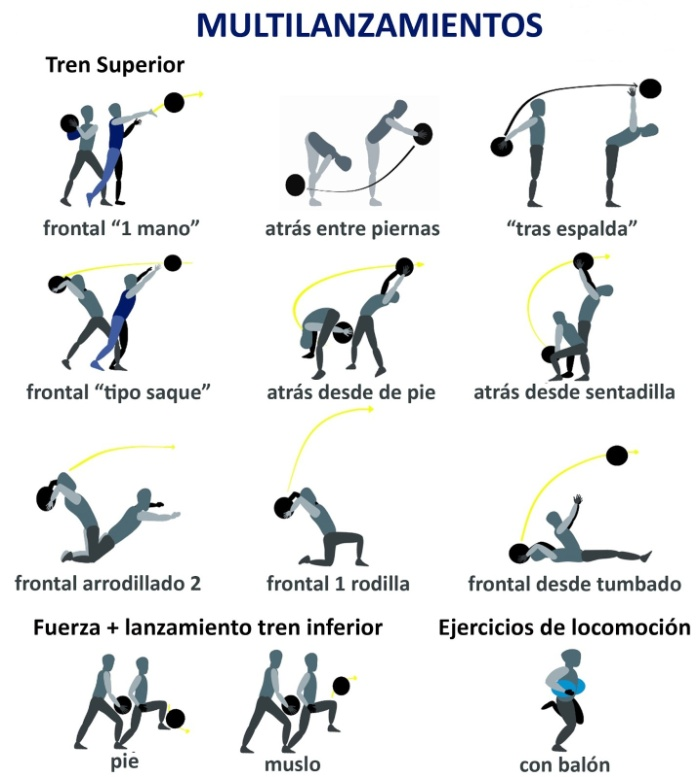 MULTILANZAMIENTOS
Tren Superior
frontal “1 mano”
atrás entre piernas
“tras espalda”
frontal “tipo saque”
atrás desde de pie
atrás desde sentadilla
frontal arrodillado 2
frontal 1 rodilla
frontal desde tumbado
Fuerza + lanzamiento tren inferior
Ejercicios de locomoción
pie
muslo
con balón